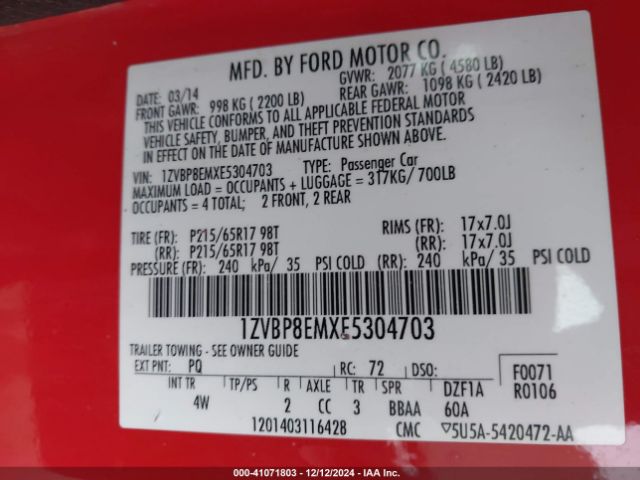 MFD. BY FORD MOTOR CO.
DATE: 03/14 GVWR: 2077 KG ( 4580 LB)
FRONT GAWR: 998 KG ( 2200 LB) REAR GAWR: 1098 KG ( 2420 LB)
THIS VEHICLE CONFORMS TO ALL APPLICABLE FEDERAL MOTOR
VEHICLE SAFETY, BUMPER, AND THEFT PREVENTION STANDARDS
IN EFFECT ON THE DATE OF MANUFACTURE SHOWN ABOVE.
VIN: 1ZVBP8EMXE5304703 TYPE: Passenger Car
MAXIMUM LOAD = OCCUPANTS + LUGGAGE = 317KG/ 700LB
OCCUPANTS = 4 TOTAL; 2 FRONT, 2 REAR
TIRE (FR): P215/65R17 98T RIMS (FR): 17x7.0J
(RR): P215/65R17 98T (RR): 17x7.0J
PRESSURE (FR): 240 kPa/ 35 PSI COLD (RR): 240 kPa/ 35 PSI COLD
1ZVBP8EMXE5304703
TRAILER TOWING - SEE OWNER GUIDE
EXT PNT: PQ RC: 72 DSO: F0071
INT TR TP/PS R AXLE TR SPR DZF1A R0106
4W 2 CC 3 BBAA 60A
1201403116428 CMC ▽5U5A-5420472-AA
000-41071803 - 12/12/2024 - IAA Inc.